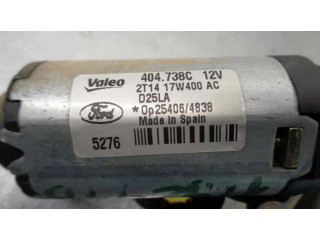 Valeo 404.738C 12V
2T14 17W400 AC
D25LA
Ford *Op25406/4838
Made in Spain
5276